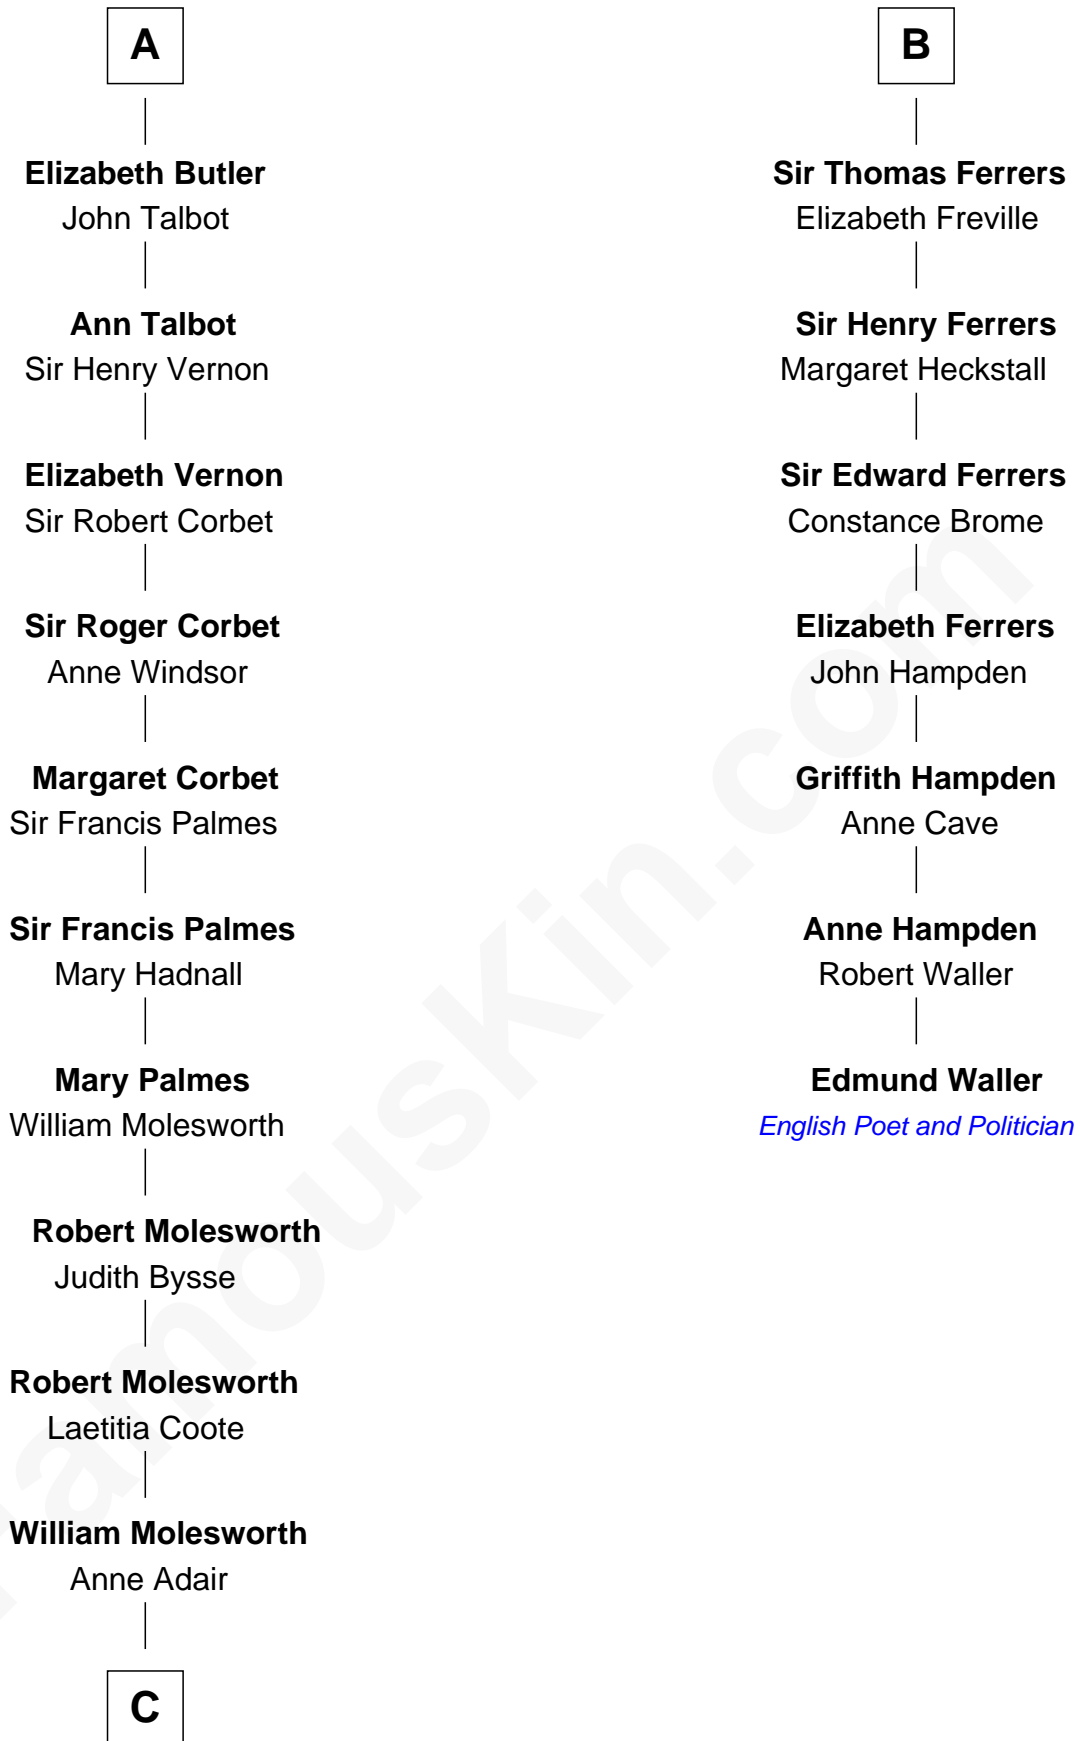 A
Elizabeth Butler
John Talbot
Ann Talbot
Sir Henry Vernon
Elizabeth Vernon
Sir Robert Corbet
Sir Roger Corbet
Anne Windsor
Margaret Corbet
Sir Francis Palmes
Sir Francis Palmes
Mary Hadnall
Mary Palmes
William Molesworth
Robert Molesworth
Judith Bysse
Robert Molesworth
Laetitia Coote
William Molesworth
Anne Adair
C
B
Sir Thomas Ferrers
Elizabeth Freville
Sir Henry Ferrers
Margaret Heckstall
Sir Edward Ferrers
Constance Brome
Elizabeth Ferrers
John Hampden
Griffith Hampden
Anne Cave
Anne Hampden
Robert Waller
Edmund Waller
English Poet and Politician
FamousKin.com